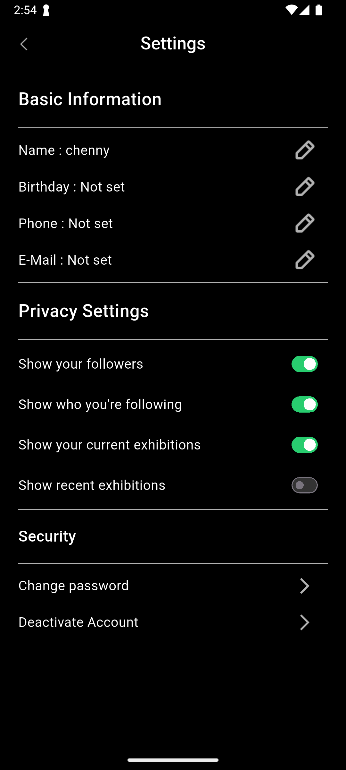 2:54
Settings
Basic Information
Name : chenny
Birthday : Not set
Phone : Not set
E-Mail : Not set
Privacy Settings
Show your followers
Show who you're following
Show your current exhibitions
Show recent exhibitions
Security
Change password
Deactivate Account